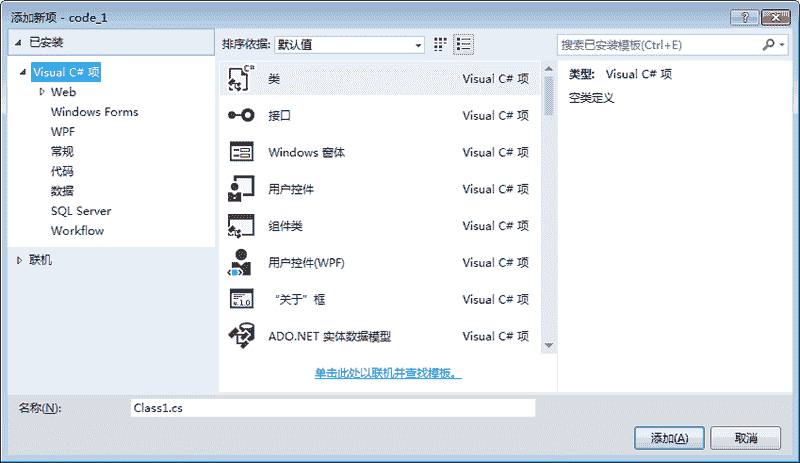 添加新项 - code_1
已安装
排序依据: 默认值
搜索已安装模板(Ctrl+E)
Visual C# 项
Web
Windows Forms
WPF
常规
代码
数据
SQL Server
Workflow
联机
C#
类 Visual C# 项
接口 Visual C# 项
Windows 窗体 Visual C# 项
用户控件 Visual C# 项
组件类 Visual C# 项
用户控件(WPF) Visual C# 项
v.1.0
“关于”框 Visual C# 项
ADO.NET 实体数据模型 Visual C# 项
单击此处以联机并查找模板。
类型: Visual C# 项
空类定义
名称(N): Class1.cs
添加(A) 取消